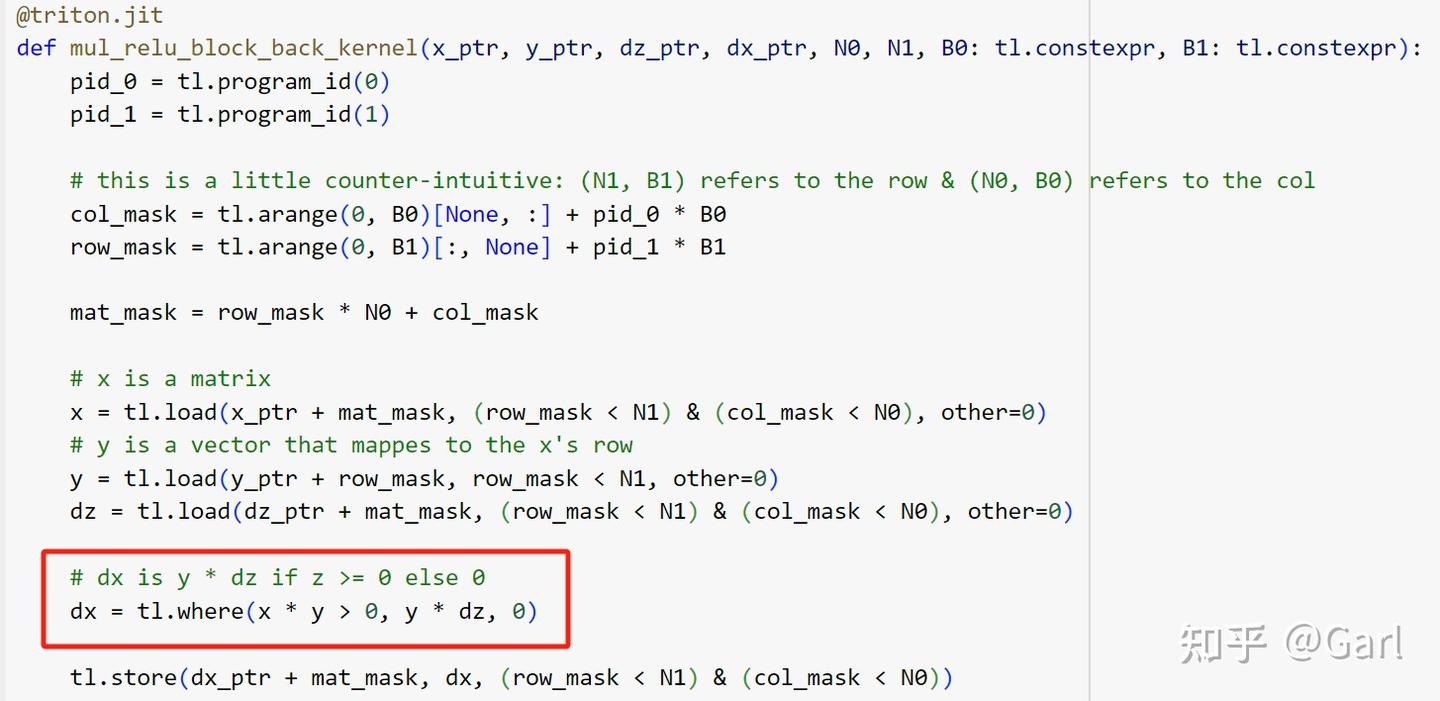 @triton.jit
def mul_relu_block_back_kernel(x_ptr, y_ptr, dz_ptr, dx_ptr, N0, N1, B0: tl.constexpr, B1: tl.constexpr):
    pid_0 = tl.program_id(0)
    pid_1 = tl.program_id(1)
    # this is a little counter-intuitive: (N1, B1) refers to the row & (N0, B0) refers to the col
    col_mask = tl.arange(0, B0)[None, :] + pid_0 * B0
    row_mask = tl.arange(0, B1)[:, None] + pid_1 * B1
    mat_mask = row_mask * N0 + col_mask
    # x is a matrix
    x = tl.load(x_ptr + mat_mask, (row_mask < N1) & (col_mask < N0), other=0)
    # y is a vector that mappes to the x's row
    y = tl.load(y_ptr + row_mask, row_mask < N1, other=0)
    dz = tl.load(dz_ptr + mat_mask, (row_mask < N1) & (col_mask < N0), other=0)
    # dx is y * dz if z >= 0 else 0
    dx = tl.where(x * y > 0, y * dz, 0)
    tl.store(dx_ptr + mat_mask, dx, (row_mask < N1) & (col_mask < N0))
知乎 @Garl